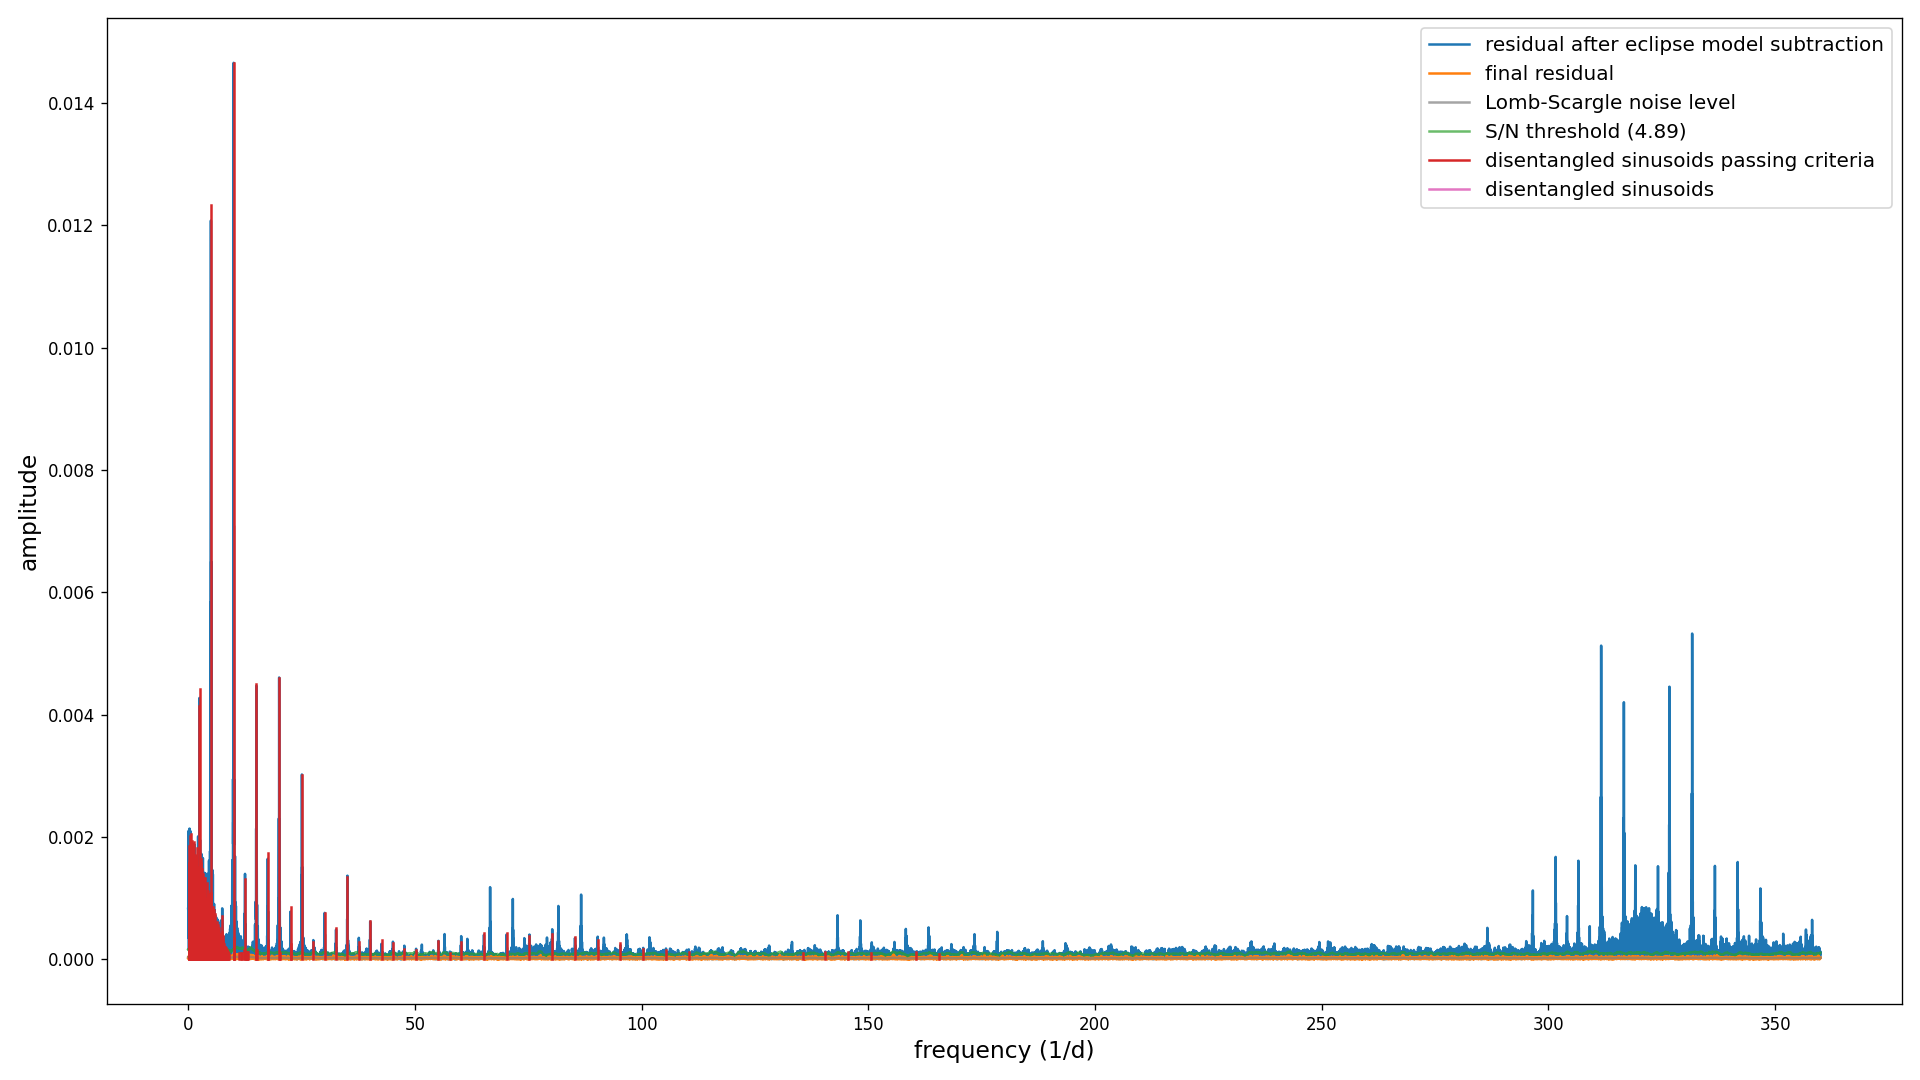 residual after eclipse model subtraction
final residual
Lomb-Scargle noise level
S/N threshold (4.89)
disentangled sinusoids passing criteria
disentangled sinusoids
amplitude
0.014
0.012
0.010
0.008
0.006
0.004
0.002
0.000
0 50 100 150 200 250 300 350
frequency (1/d)